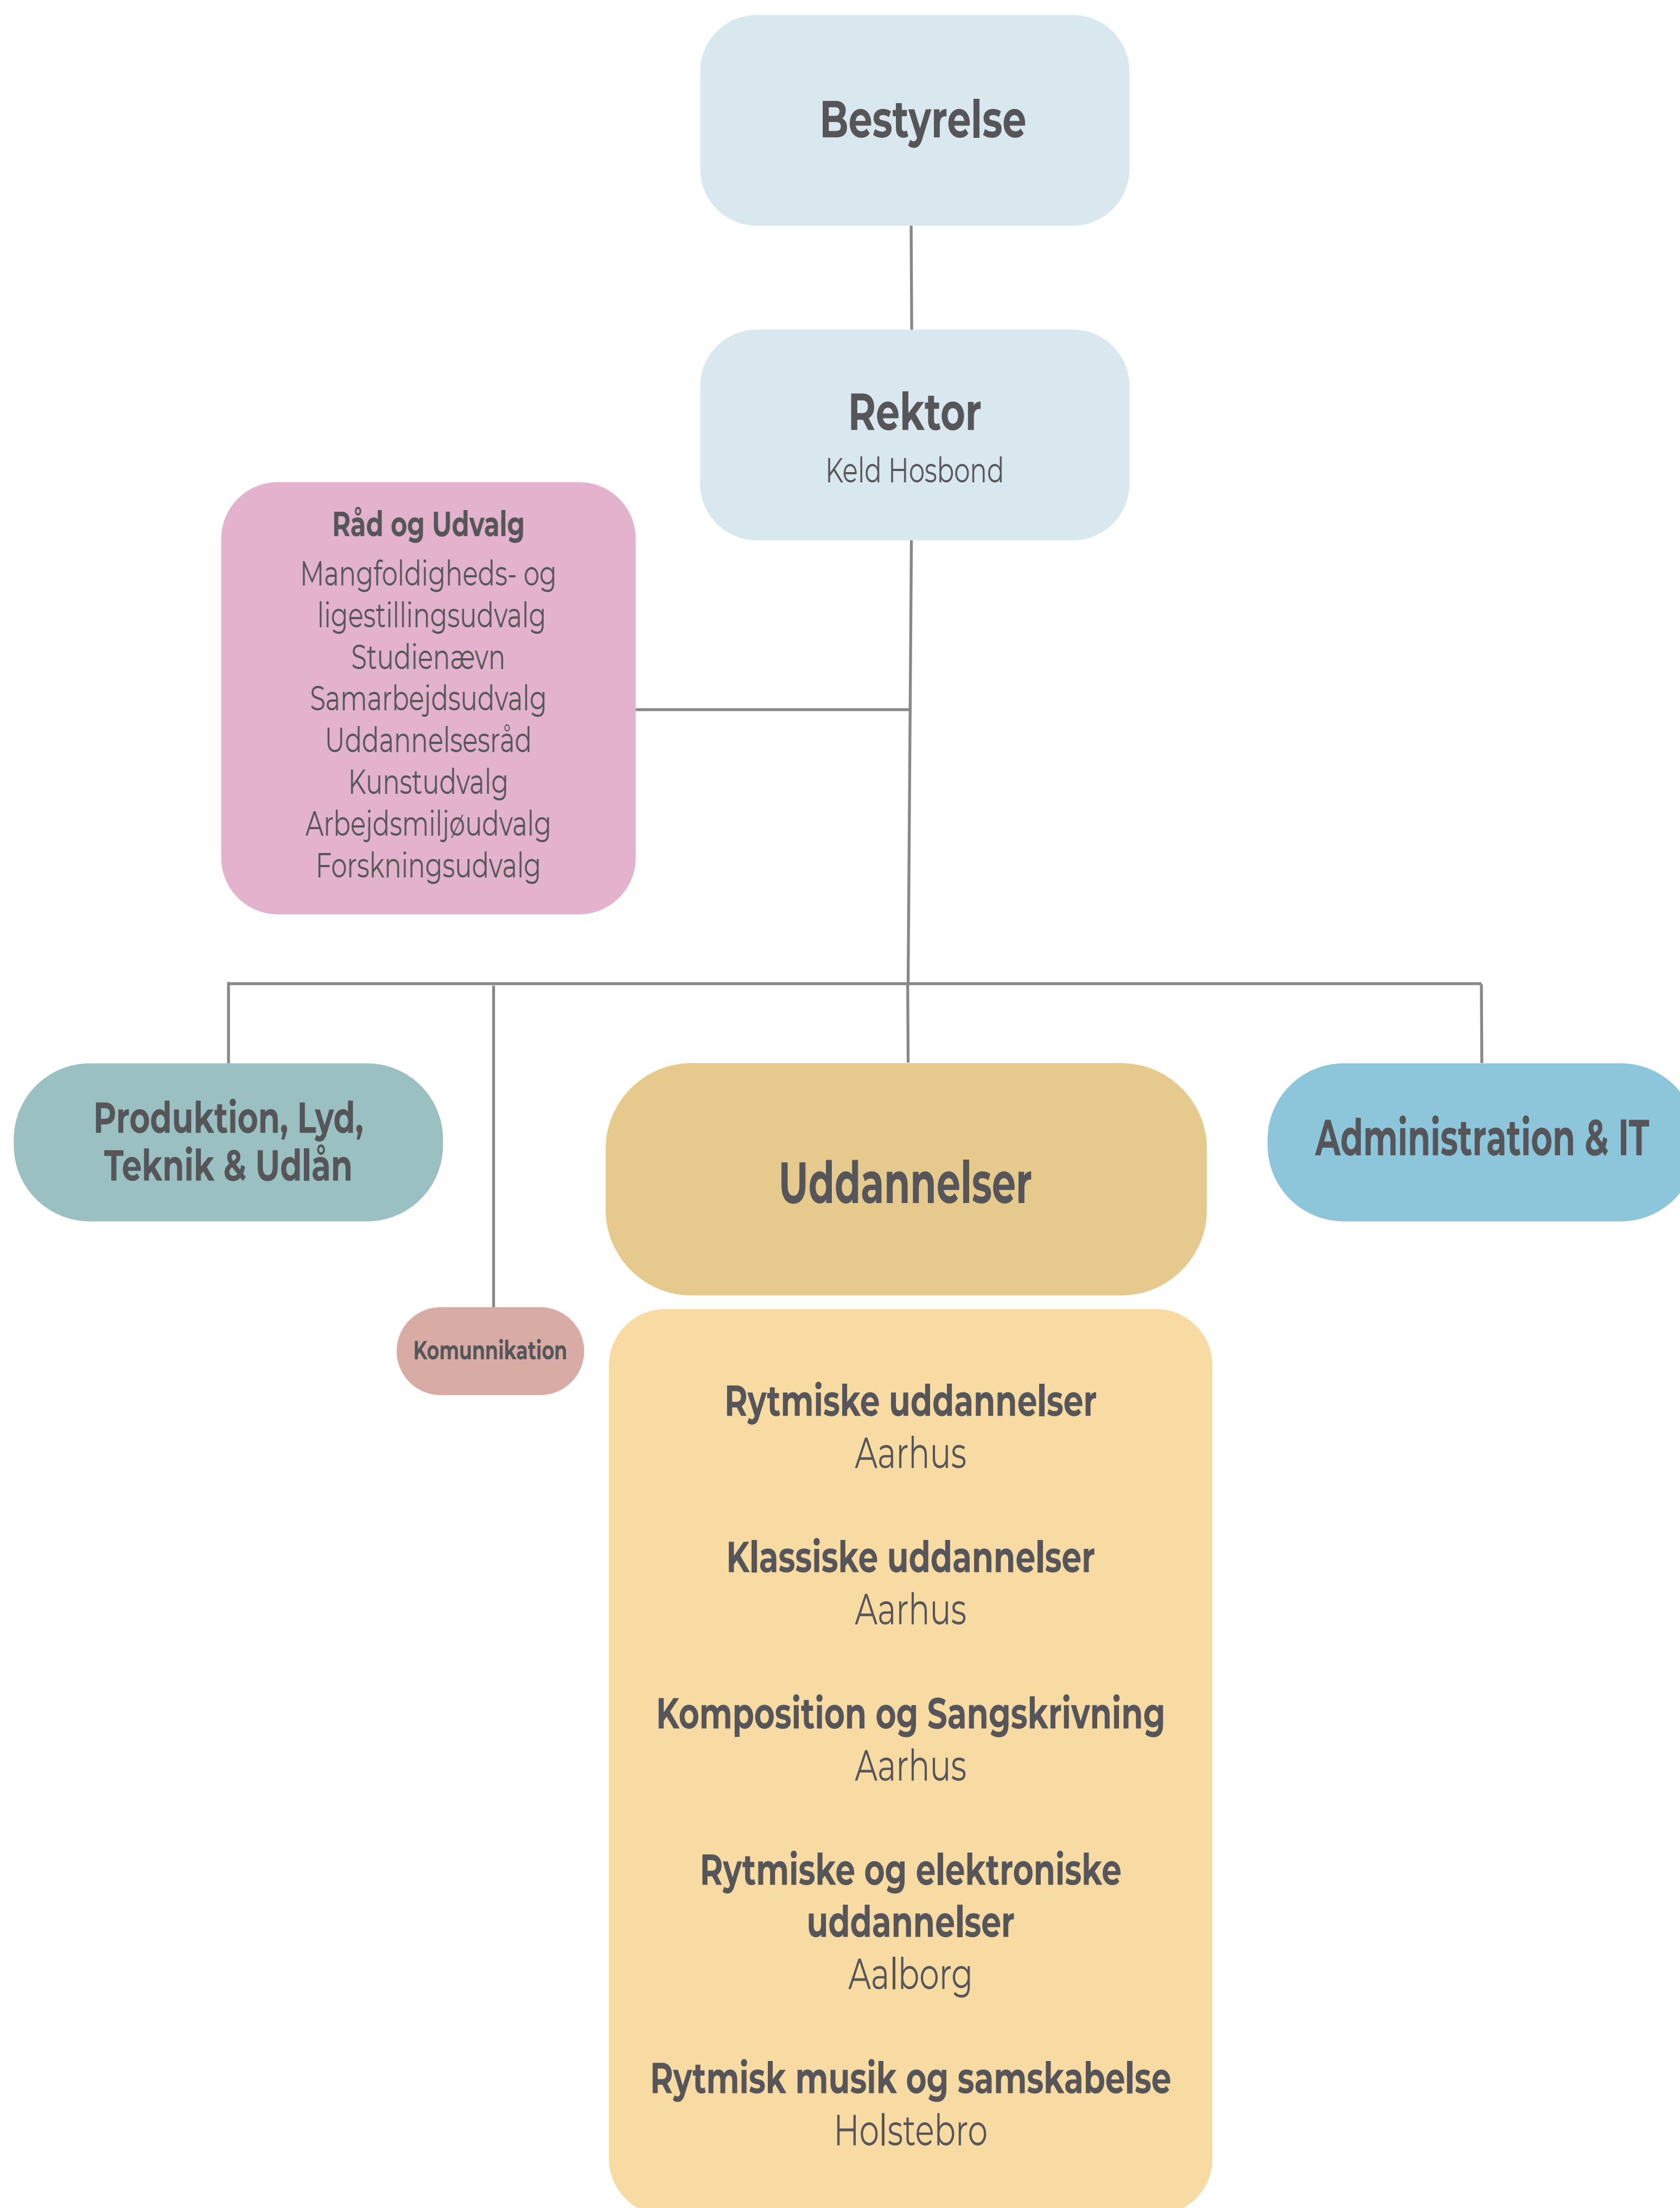 Bestyrelse
Rektor
Keld Hosbond
Råd og Udvalg
Mangfoldigheds- og
ligestillingsudvalg
Studienævn
Samarbejdsudvalg
Uddannelsesråd
Kunstudvalg
Arbejdsmiljøudvalg
Forskningsudvalg
Produktion, Lyd,
Teknik & Udlån
Komunnikation
Uddannelser
Administration & IT
Rytmiske uddannelser
Aarhus
Klassiske uddannelser
Aarhus
Komposition og Sangskrivning
Aarhus
Rytmiske og elektroniske
uddannelser
Aalborg
Rytmisk musik og samskabelse
Holstebro